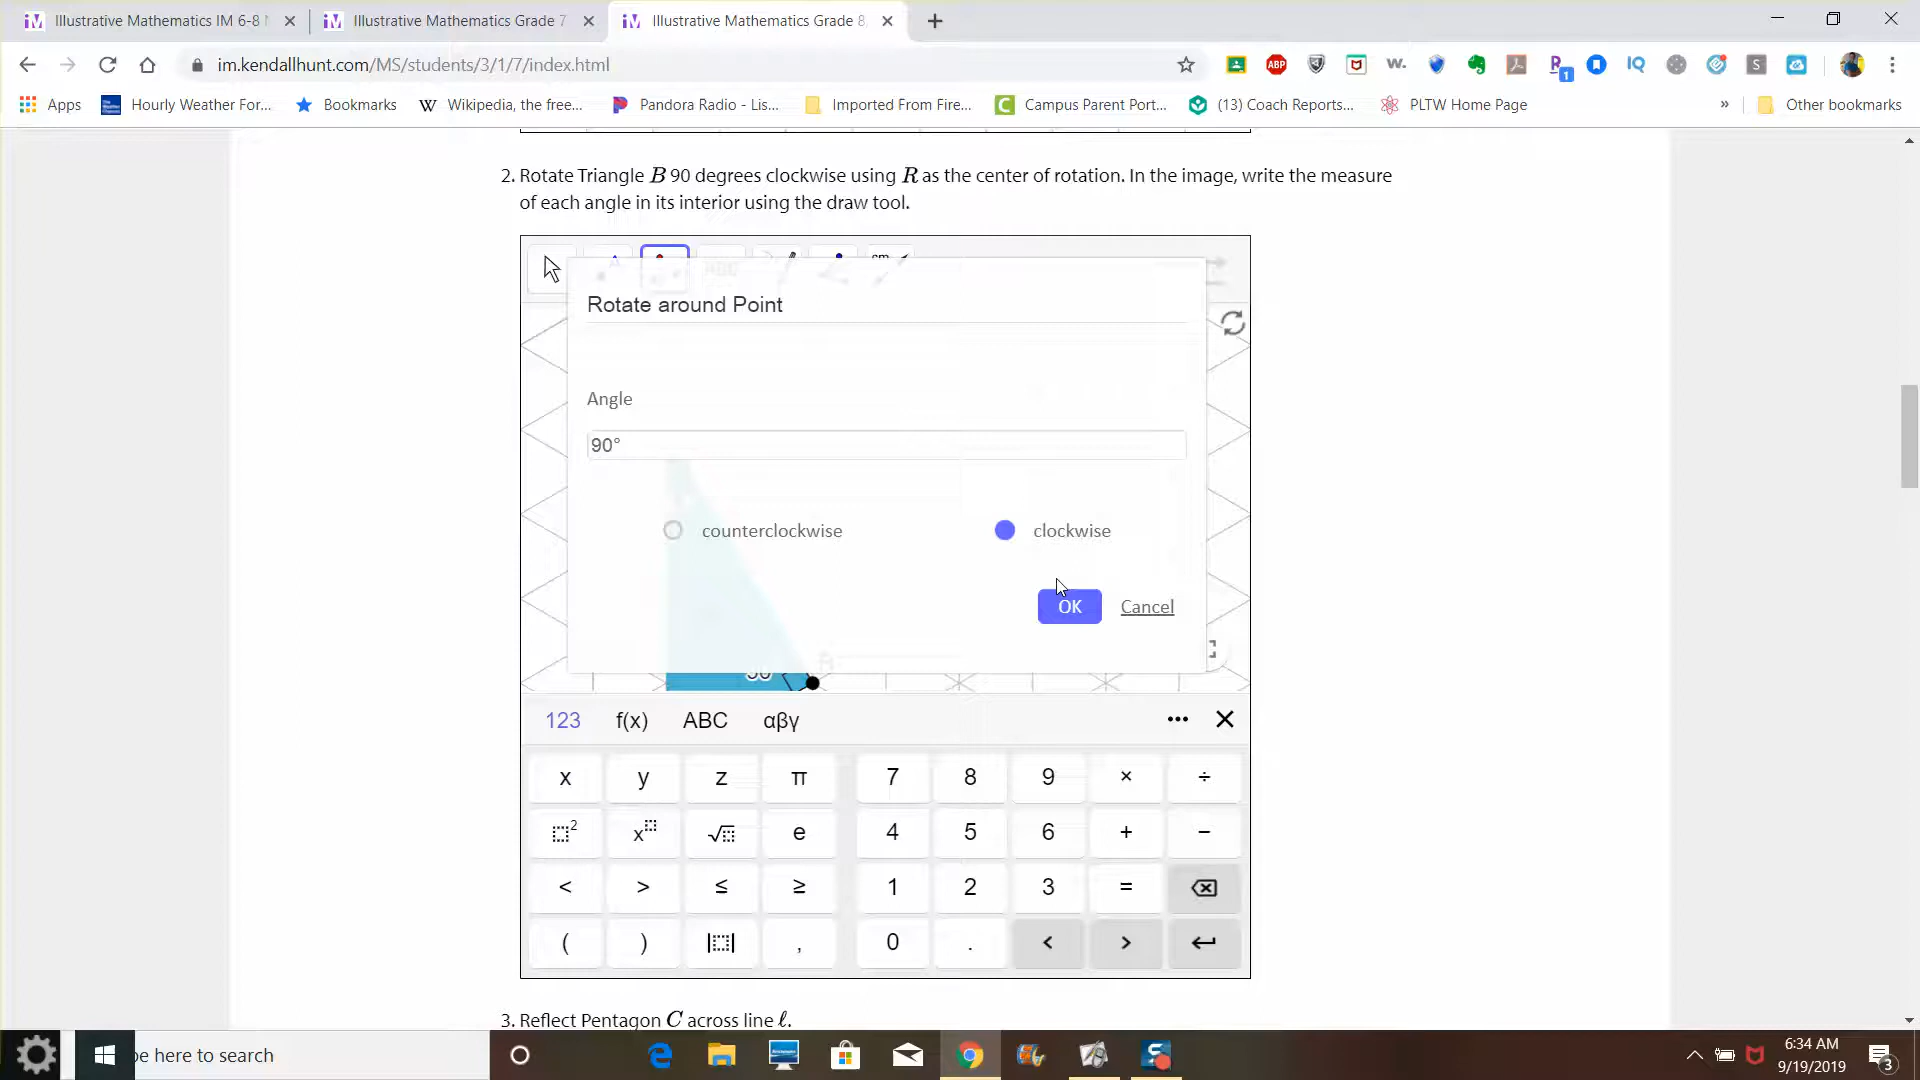 Illustrative Mathematics IM 6-8
Illustrative Mathematics Grade 7
Illustrative Mathematics Grade 8,
im.kendallhunt.com/MS/students/3/1/7/index.html
Apps
Hourly Weather For...
Bookmarks
Wikipedia, the free...
Pandora Radio - Lis...
Imported From Fire...
Campus Parent Port...
(13) Coach Reports...
PLTW Home Page
»
Other bookmarks
2. Rotate Triangle B 90 degrees clockwise using R as the center of rotation. In the image, write the measure
of each angle in its interior using the draw tool.
Rotate around Point
Angle
90°
counterclockwise
clockwise
OK
Cancel
123
f(x)
ABC
αβγ
x y z π 7 8 9 × ÷
√ e 4 5 6 + −
< > ≤ ≥ 1 2 3 =
( ) , 0 . < >
3. Reflect Pentagon C across line ℓ.
pe here to search
6:34 AM
9/19/2019
3